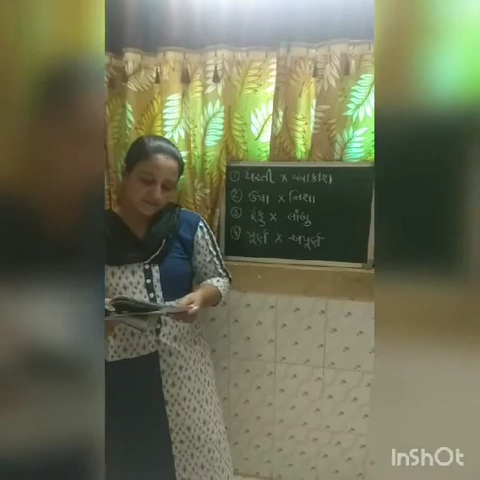 ① ધરતી × આકાશ
② ઉષા × નિશા
③ ટૂંકુ × લાંબુ
④ પૂર્ણ × અપૂર્ણ
InShOt